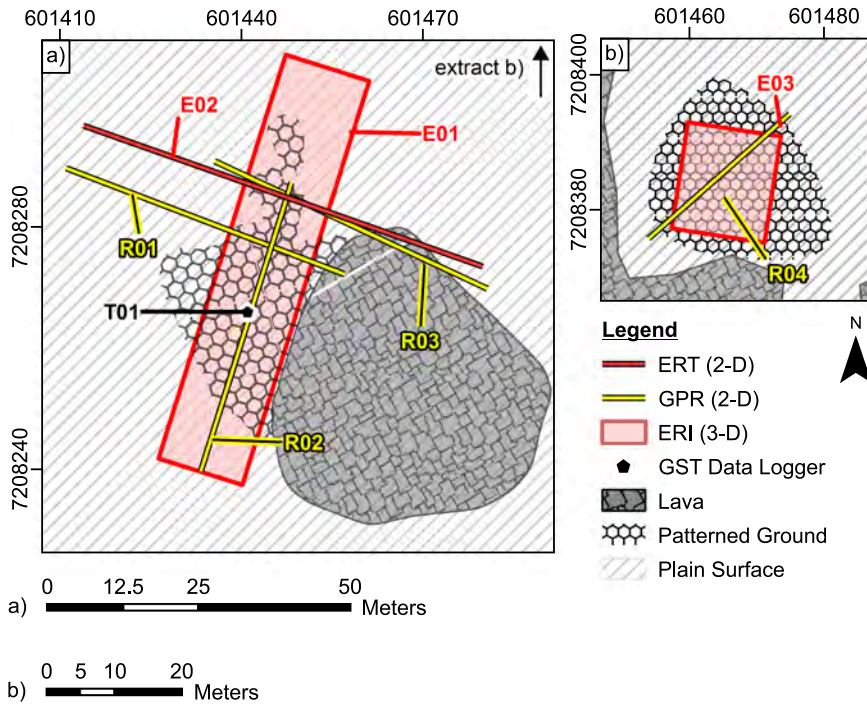 601410 601440 601470
a)
extract b)
E02
E01
7208280
R01
T01
R03
R02
7208240
601460 601480
b)
E03
7208400
7208380
R04
Legend
ERT (2-D)
GPR (2-D)
ERI (3-D)
GST Data Logger
Lava
Patterned Ground
Plain Surface
N
0 12.5 25 50
a) Meters
0 5 10 20
b) Meters